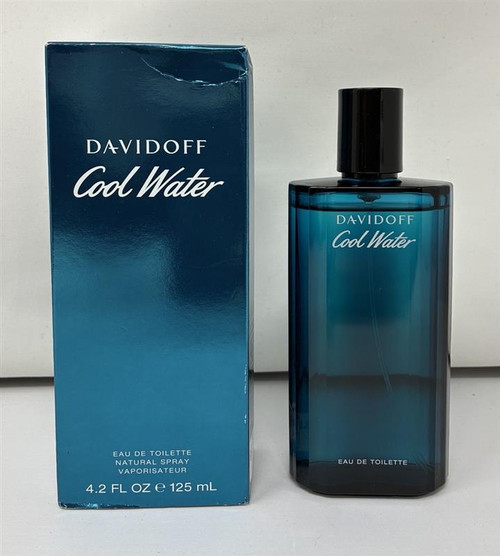 DAVIDOFF
Cool Water
EAU DE TOILETTE
NATURAL SPRAY
VAPORISATEUR
4.2 FL OZ ℮ 125 mL
DAVIDOFF
Cool Water
EAU DE TOILETTE